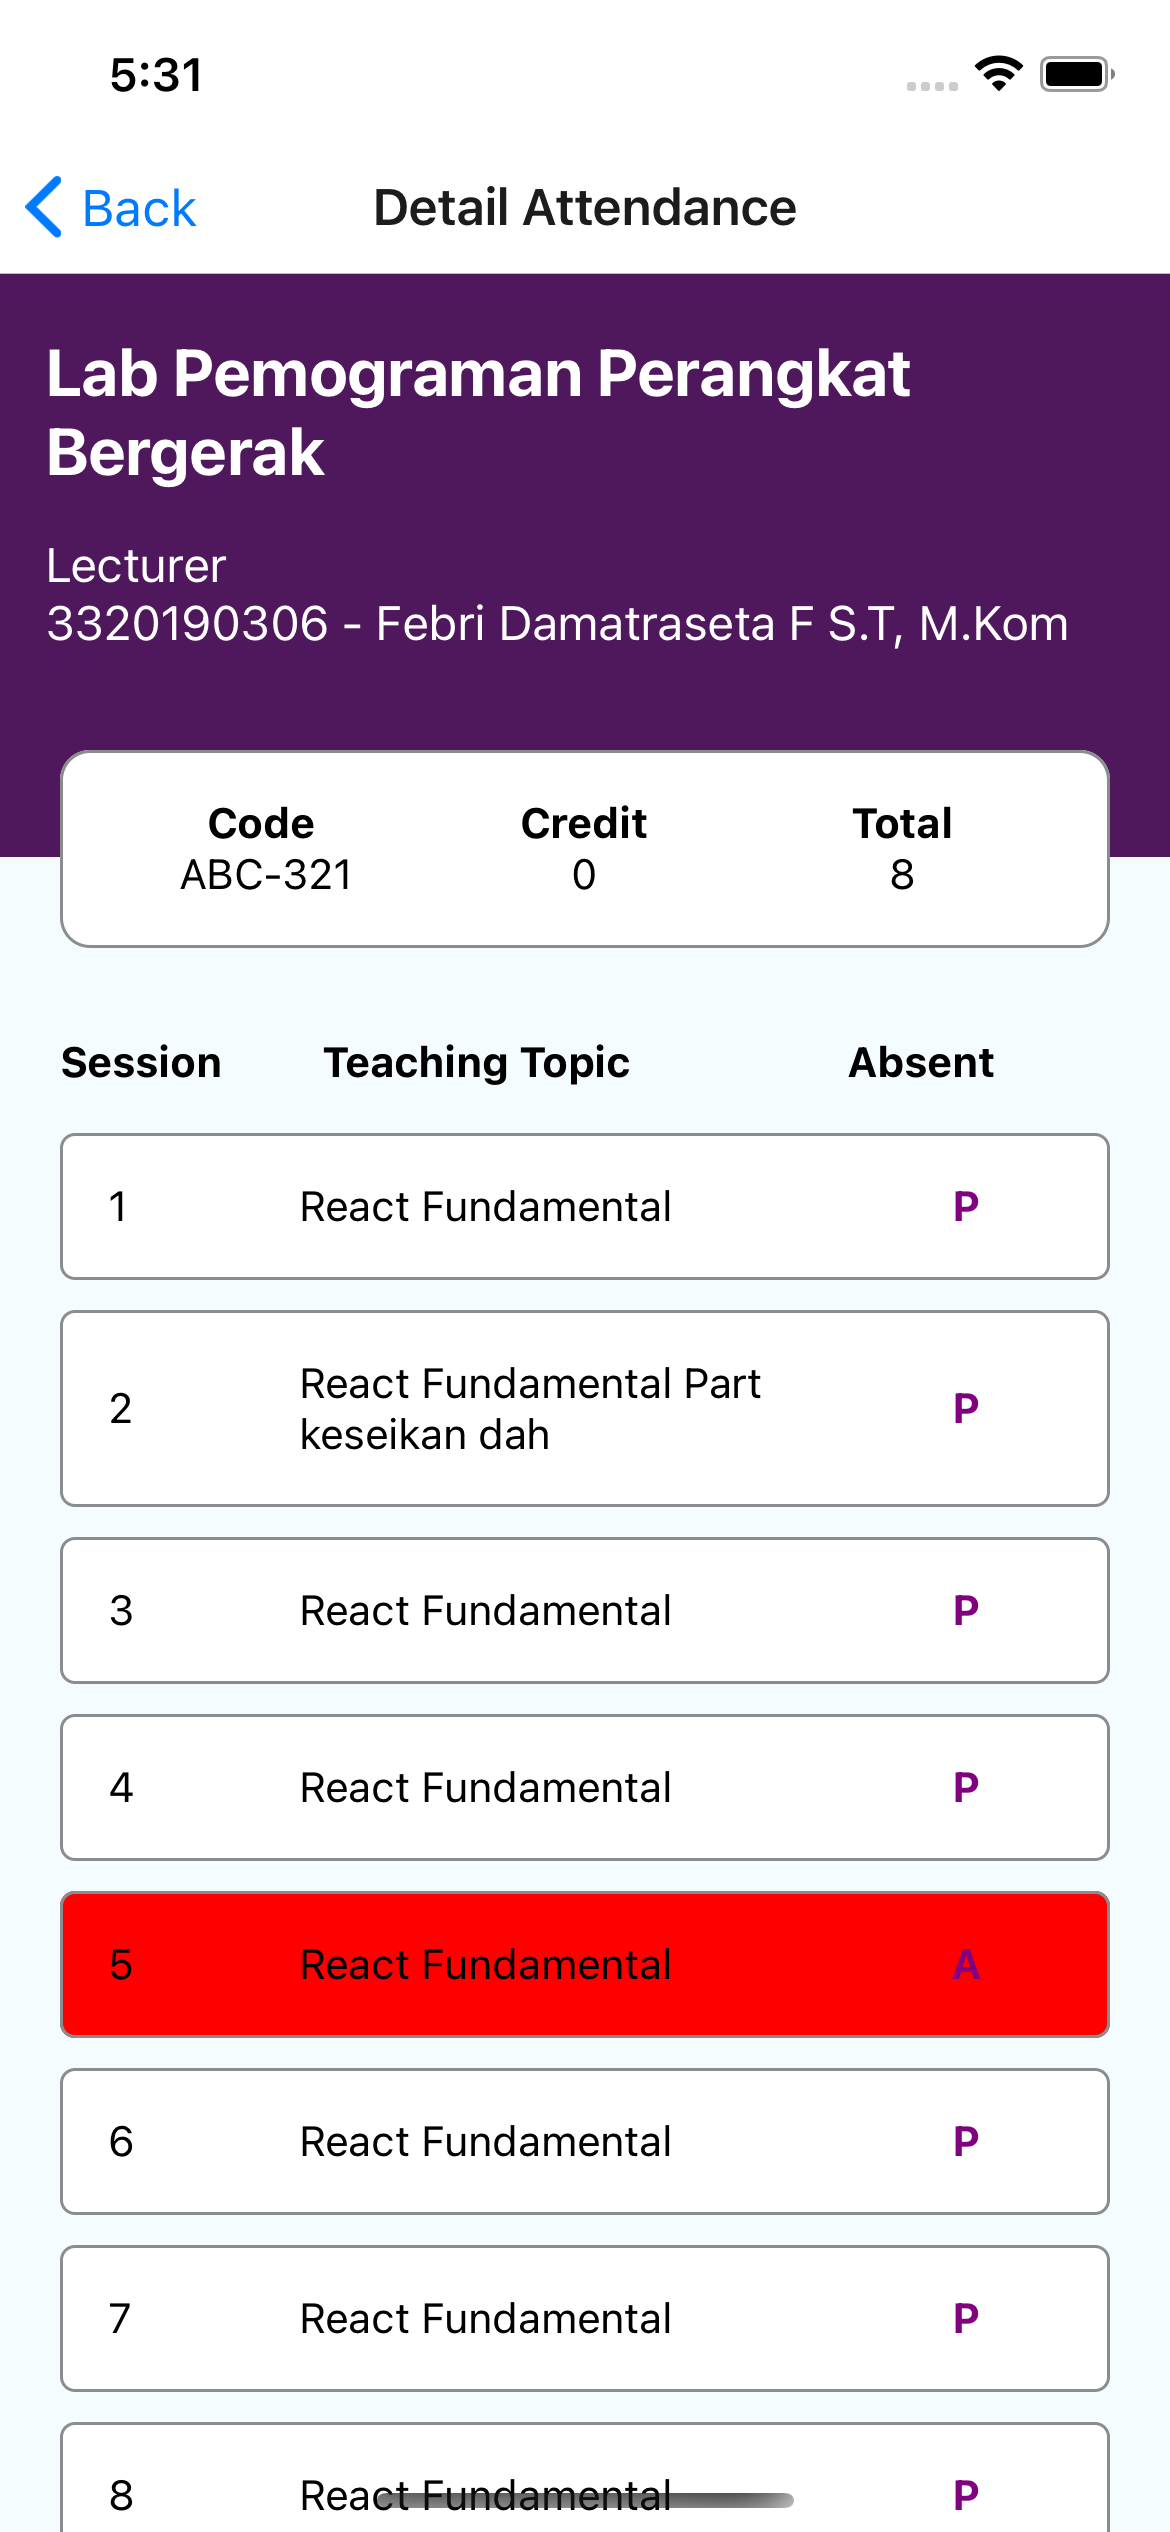 5:31
Back
Detail Attendance
Lab Pemograman Perangkat
Bergerak
Lecturer
3320190306 - Febri Damatraseta F S.T, M.Kom
Code Credit Total
ABC-321 0 8
Session Teaching Topic Absent
1 React Fundamental P
2 React Fundamental Part
keseikan dah P
3 React Fundamental P
4 React Fundamental P
5 React Fundamental A
6 React Fundamental P
7 React Fundamental P
8 React Fundamental P